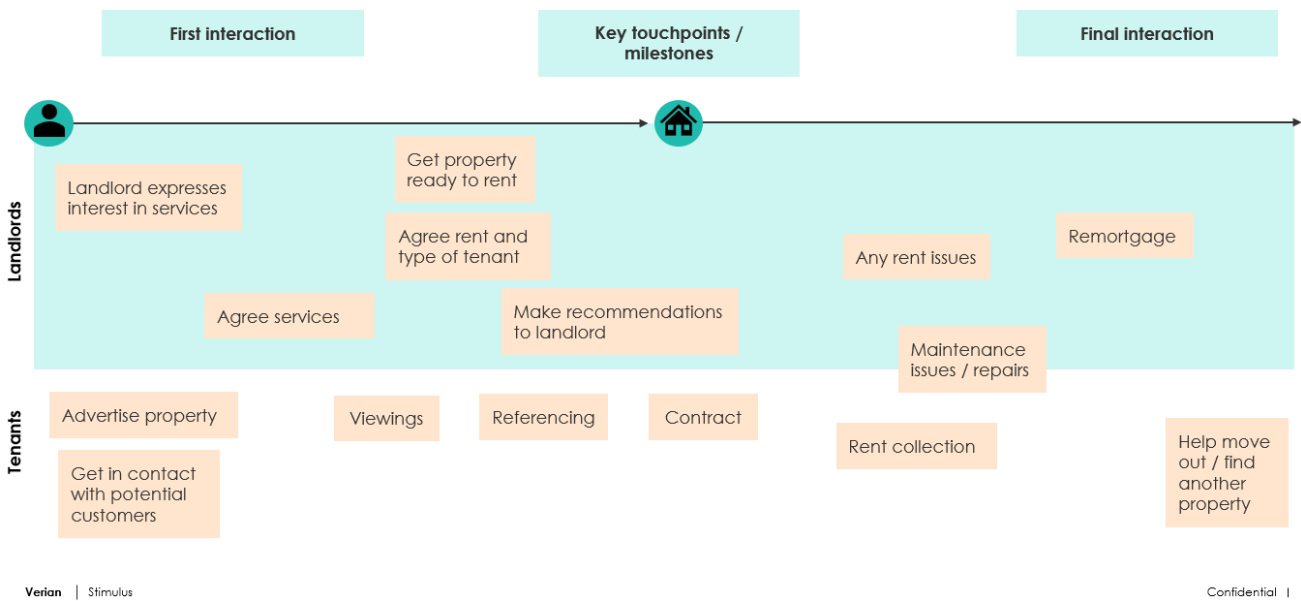 First interaction
Key touchpoints /
milestones
Final interaction
Landlords
Landlord expresses
interest in services
Get property
ready to rent
Agree rent and
type of tenant
Agree services
Make recommendations
to landlord
Any rent issues
Remortgage
Maintenance
issues / repairs
Tenants
Advertise property
Get in contact
with potential
customers
Viewings
Referencing
Contract
Rent collection
Help move
out / find
another
property
Verian | Stimulus
Confidential |